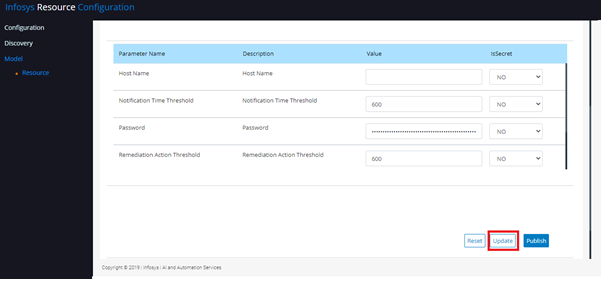 Infosys Resource Configuration
Configuration
Discovery
Model
Resource
Parameter Name Description Value IsSecret
Host Name Host Name NO
Notification Time Threshold Notification Time Threshold 600 NO
Password Password •••••••••••••••••••••••••••••••••••••••••••• NO
Remediation Action Threshold Remediation Action Threshold 600 NO
Reset Update Publish
Copyright © 2019 | Infosys | AI and Automation Services